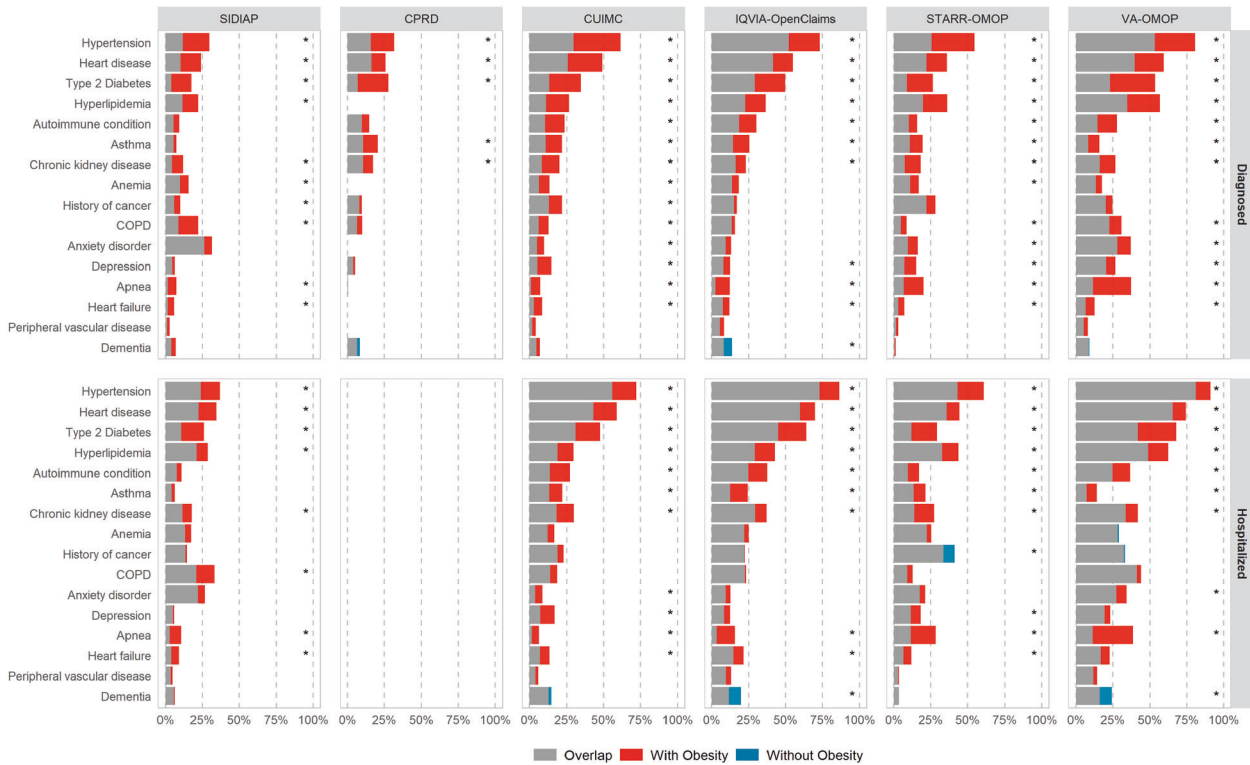 SIDIAP CPRD CUIMC IQVIA-OpenClaims STARR-OMOP VA-OMOP
Hypertension * * * * * *
Heart disease * * * * * *
Type 2 Diabetes * * * * * *
Hyperlipidemia * * * * *
Autoimmune condition * * * *
Asthma * * * * *
Chronic kidney disease * * * * * *
Anemia * * *
History of cancer * *
COPD * * * *
Anxiety disorder * * *
Depression * * * *
Apnea * * * * *
Heart failure * * * * *
Peripheral vascular disease
Dementia *
Diagnosed
Hypertension * * * * *
Heart disease * * * * *
Type 2 Diabetes * * * * *
Hyperlipidemia * * * * *
Autoimmune condition * * * *
Asthma * * * *
Chronic kidney disease * * * * *
Anemia
History of cancer *
COPD *
Anxiety disorder * *
Depression * *
Apnea * * * * *
Heart failure * * * *
Peripheral vascular disease
Dementia * *
Hospitalized
0 25% 50% 75% 100% 0 25% 50% 75% 100% 0 25% 50% 75% 100% 0 25% 50% 75% 100% 0 25% 50% 75% 100% 0 25% 50% 75% 100%
Overlap With Obesity Without Obesity